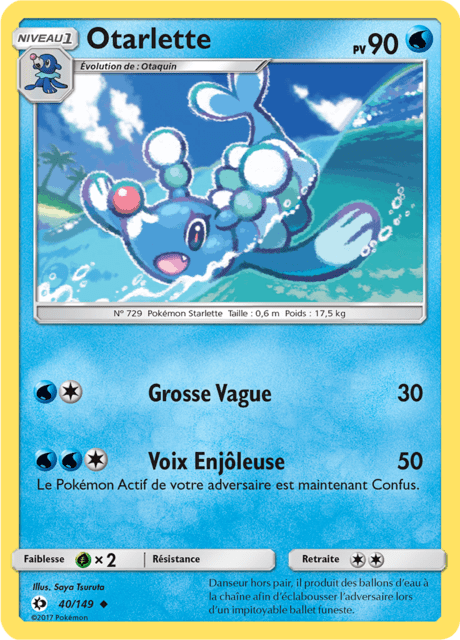 NIVEAU 1
Otarlette
PV 90
Évolution de : Otaquin
N° 729 Pokémon Starlette Taille : 0,6 m Poids : 17,5 kg
Grosse Vague 30
Voix Enjôleuse 50
Le Pokémon Actif de votre adversaire est maintenant Confus.
Faiblesse ×2 Résistance Retraite
Illus. Saya Tsuruta
40/149
©2017 Pokémon
Danseur hors pair, il produit des ballons d'eau à
la chaîne afin d'éclabousser l'adversaire lors
d'un impitoyable ballet funeste.